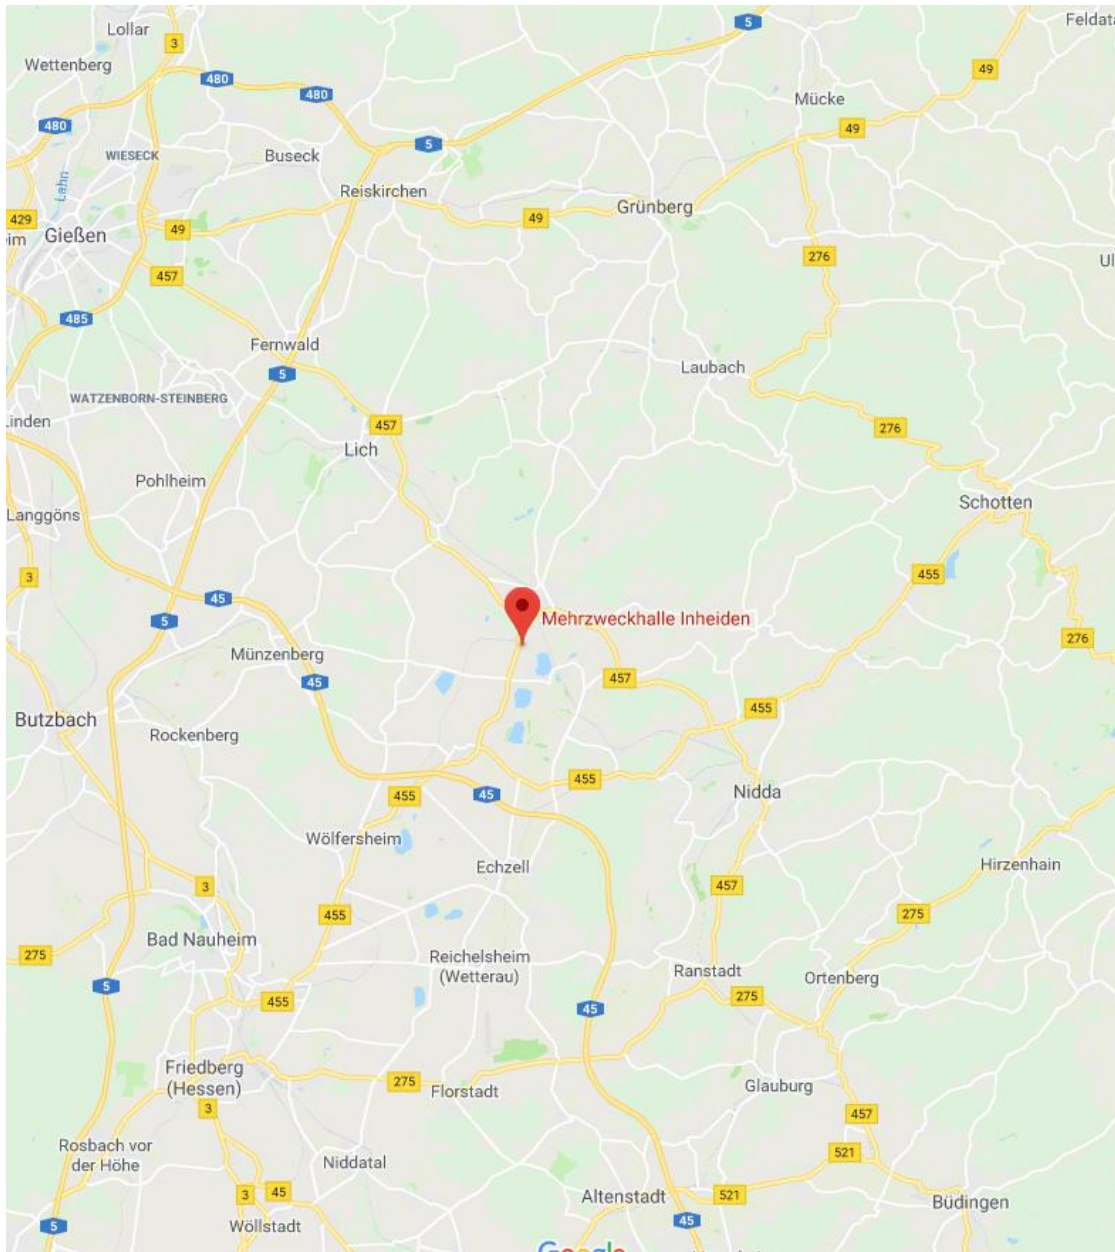 Lollar
3
5
Feldat
Wettenberg
480
480
49
Mücke
480
WIESECK
Buseck
5
49
Lahn
Reiskirchen
Grünberg
429
49
49
im
Gießen
276
Ul
457
485
Fernwald
5
Laubach
WATZENBORN-STEINBERG
Linden
457
276
Lich
Pohlheim
Schotten
Langgöns
3
45
455
5
Mehrzweckhalle Inheiden
276
Münzenberg
45
457
Butzbach
455
Rockenberg
455
455
45
Nidda
Wölfersheim
Echzell
Hirzenhain
3
457
455
275
Bad Nauheim
275
Reichelsheim
(Wetterau)
Ranstadt
Ortenberg
5
455
275
45
Friedberg
(Hessen)
275
Florstadt
Glauburg
3
457
Rosbach vor
der Höhe
Niddatal
521
3
45
Altenstadt
521
Büdingen
5
Wöllstadt
45
Google